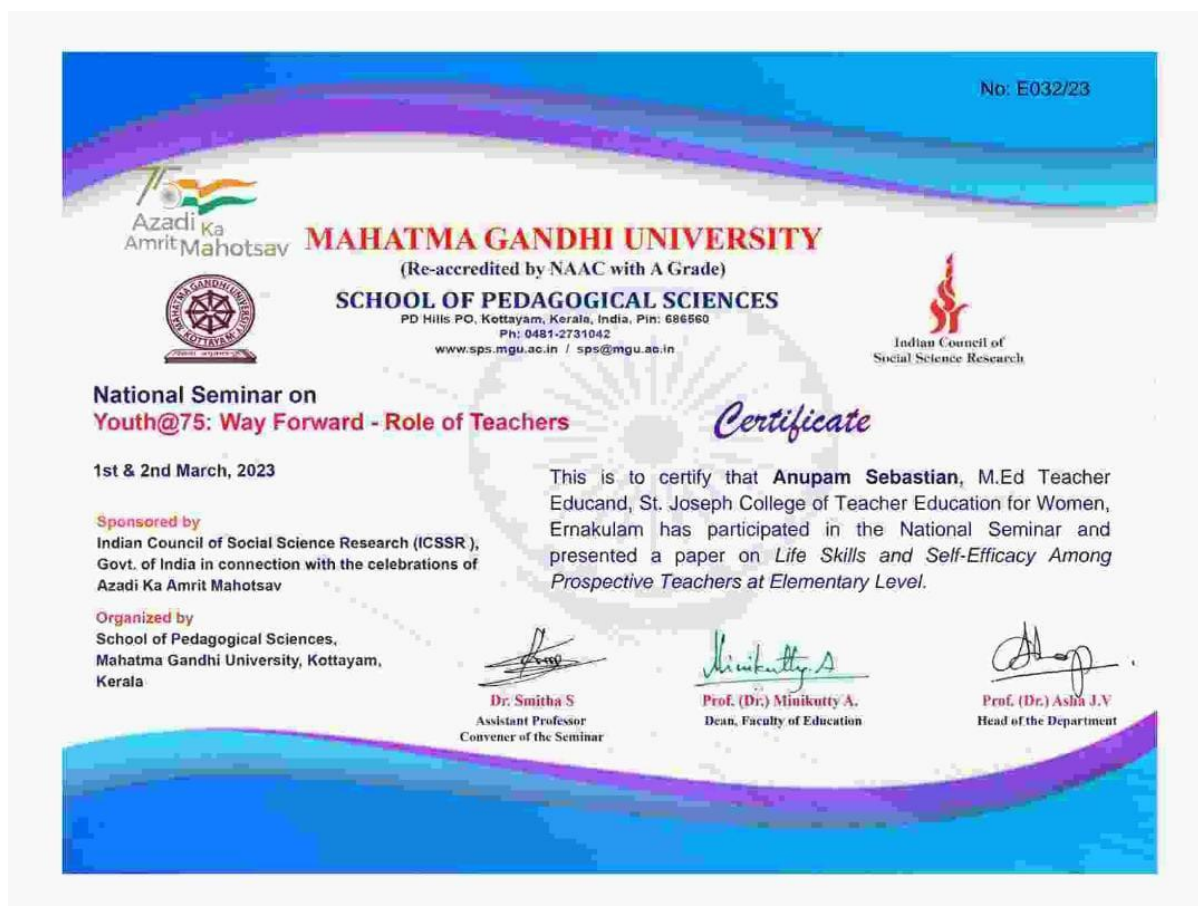 No: E032/23
75
Azadi Ka
Amrit Mahotsav
MAHATMA GANDHI UNIVERSITY
(Re-accredited by NAAC with A Grade)
SCHOOL OF PEDAGOGICAL SCIENCES
PD Hills PO, Kottayam, Kerala, India, Pin: 686560
Ph: 0481-2731042
www.sps.mgu.ac.in / sps@mgu.ac.in
MAHATMA GANDHI UNIVERSITY
KOTTAYAM
Indian Council of
Social Science Research
National Seminar on
Youth@75: Way Forward - Role of Teachers
1st & 2nd March, 2023
Sponsored by
Indian Council of Social Science Research (ICSSR ),
Govt. of India in connection with the celebrations of
Azadi Ka Amrit Mahotsav
Organized by
School of Pedagogical Sciences,
Mahatma Gandhi University, Kottayam,
Kerala
Certificate
This is to certify that Anupam Sebastian, M.Ed Teacher
Educand, St. Joseph College of Teacher Education for Women,
Ernakulam has participated in the National Seminar and
presented a paper on Life Skills and Self-Efficacy Among
Prospective Teachers at Elementary Level.
Dr. Smitha S
Assistant Professor
Convener of the Seminar
Minikutty. A
Prof. (Dr.) Minikutty A.
Dean, Faculty of Education
Prof. (Dr.) Asha J.V
Head of the Department